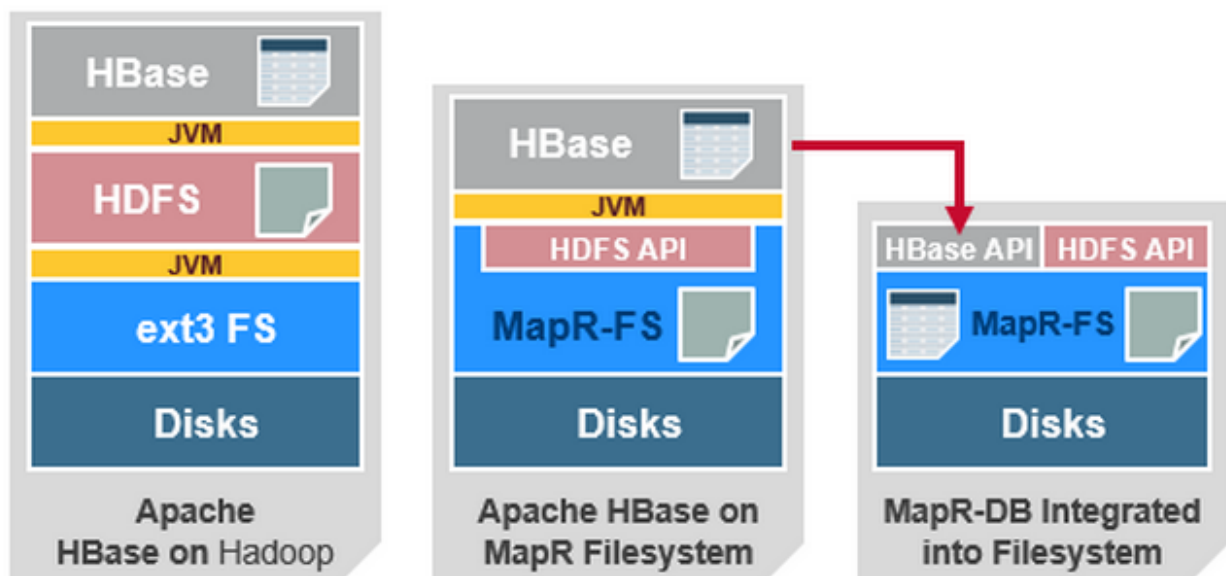 HBase
JVM
HDFS
JVM
ext3 FS
Disks
Apache
HBase on Hadoop
HBase
JVM
HDFS API
MapR-FS
Disks
Apache HBase on
MapR Filesystem
HBase API HDFS API
MapR-FS
Disks
MapR-DB Integrated
into Filesystem